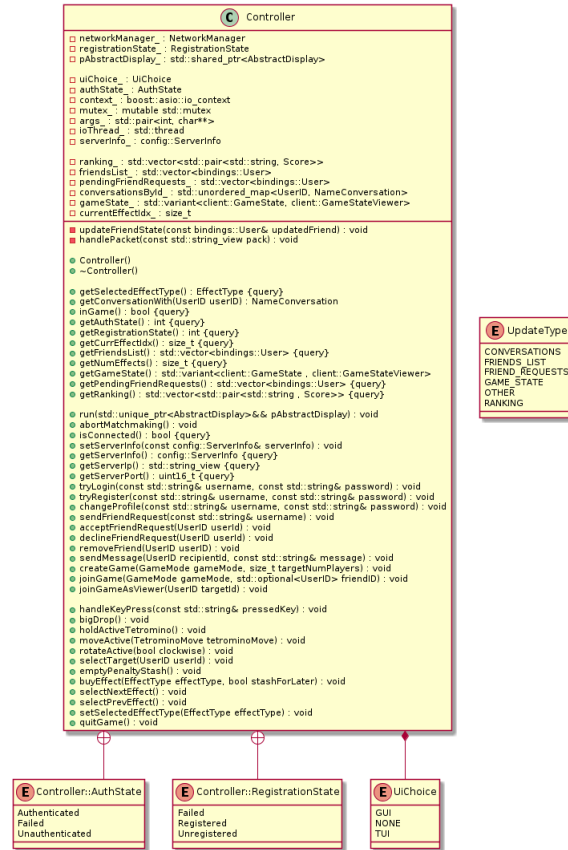 C Controller
networkManager_ : NetworkManager
registrationState_ : RegistrationState
pAbstractDisplay_ : std::shared_ptr<AbstractDisplay>
uiChoice_ : UiChoice
authState_ : AuthState
context_ : boost::asio::io_context
mutex_ : mutable std::mutex
args_ : std::pair<int, char**>
ioThread_ : std::thread
serverInfo_ : config::ServerInfo
ranking_ : std::vector<std::pair<std::string, Score>>
friendsList_ : std::vector<bindings::User>
pendingFriendRequests_ : std::vector<bindings::User>
conversationsById_ : std::unordered_map<UserID, NameConversation>
gameState_ : std::variant<client::GameState, client::GameStateViewer>
currentEffectIdx_ : size_t
updateFriendState(const bindings::User& updatedFriend) : void
handlePacket(const std::string_view pack) : void
Controller()
~Controller()
getSelectedEffectType() : EffectType {query}
getConversationWith(UserID userID) : NameConversation
inGame() : bool {query}
getAuthState() : int {query}
getRegistrationState() : int {query}
getCurrEffectIdx() : size_t {query}
getFriendsList() : std::vector<bindings::User> {query}
getNumEffects() : size_t {query}
getGameState() : std::variant<client::GameState , client::GameStateViewer>
getPendingFriendRequests() : std::vector<bindings::User> {query}
getRanking() : std::vector<std::pair<std::string , Score>> {query}
run(std::unique_ptr<AbstractDisplay>&& pAbstractDisplay) : void
abortMatchmaking() : void
isConnected() : bool {query}
setServerInfo(const config::ServerInfo& serverInfo) : void
getServerInfo() : config::ServerInfo {query}
getServerIp() : std::string_view {query}
getServerPort() : uint16_t {query}
tryLogin(const std::string& username, const std::string& password) : void
tryRegister(const std::string& username, const std::string& password) : void
changeProfile(const std::string& username, const std::string& password) : void
sendFriendRequest(const std::string& username) : void
acceptFriendRequest(UserID userId) : void
declineFriendRequest(UserID userId) : void
removeFriend(UserID userID) : void
sendMessage(UserID recipientId, const std::string& message) : void
createGame(GameMode gameMode, size_t targetNumPlayers) : void
joinGame(GameMode gameMode, std::optional<UserID> friendID) : void
joinGameAsViewer(UserID targetId) : void
handleKeyPress(const std::string& pressedKey) : void
bigDrop() : void
holdActiveTetromino() : void
moveActive(TetrominoMove tetrominoMove) : void
rotateActive(bool clockwise) : void
selectTarget(UserID userId) : void
emptyPenaltyStash() : void
buyEffect(EffectType effectType, bool stashForLater) : void
selectNextEffect() : void
selectPrevEffect() : void
setSelectedEffectType(EffectType effectType) : void
quitGame() : void
E UpdateType
CONVERSATIONS
FRIENDS_LIST
FRIEND_REQUESTS
GAME_STATE
OTHER
RANKING
E Controller::AuthState
Authenticated
Failed
Unauthenticated
E Controller::RegistrationState
Failed
Registered
Unregistered
E UiChoice
GUI
NONE
TUI